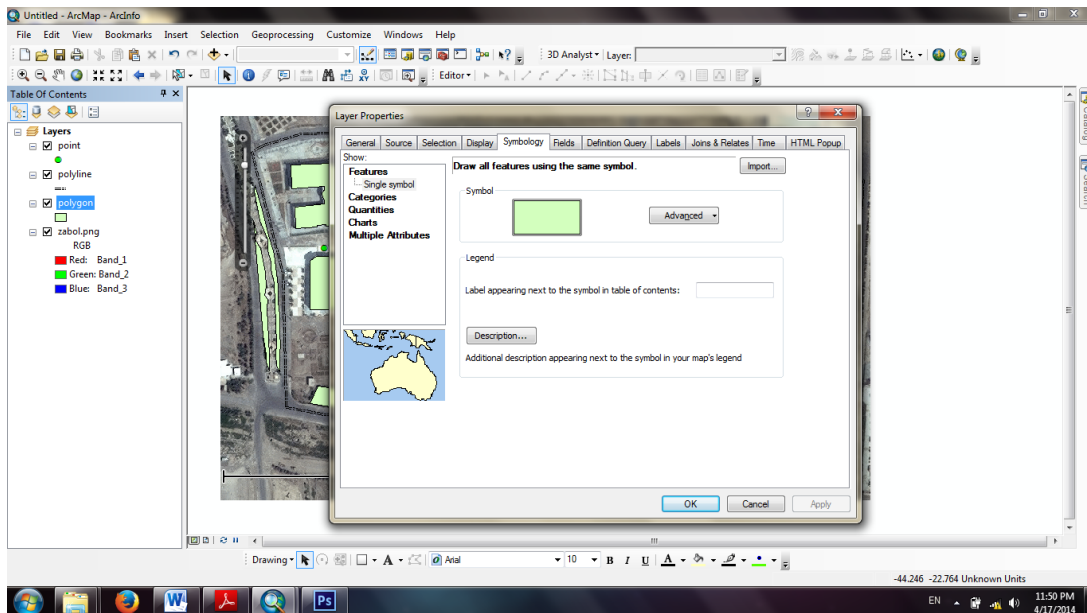 Untitled - ArcMap - ArcInfo
File Edit View Bookmarks Insert Selection Geoprocessing Customize Windows Help
3D Analyst Layer:
Editor
Table Of Contents
Layers
point
polyline
polygon
zabol.png
RGB
Red: Band_1
Green: Band_2
Blue: Band_3
Layer Properties
General Source Selection Display Symbology Fields Definition Query Labels Joins & Relates Time HTML Popup
Show:
Features
Single symbol
Categories
Quantities
Charts
Multiple Attributes
Draw all features using the same symbol.
Import...
Symbol
Advanced
Legend
Label appearing next to the symbol in table of contents:
Description...
Additional description appearing next to the symbol in your map's legend
OK Cancel Apply
Catalog
Search
Drawing A Arial 10 B I U A
-44.246 -22.764 Unknown Units
W Ps EN 11:50 PM
4/17/2014